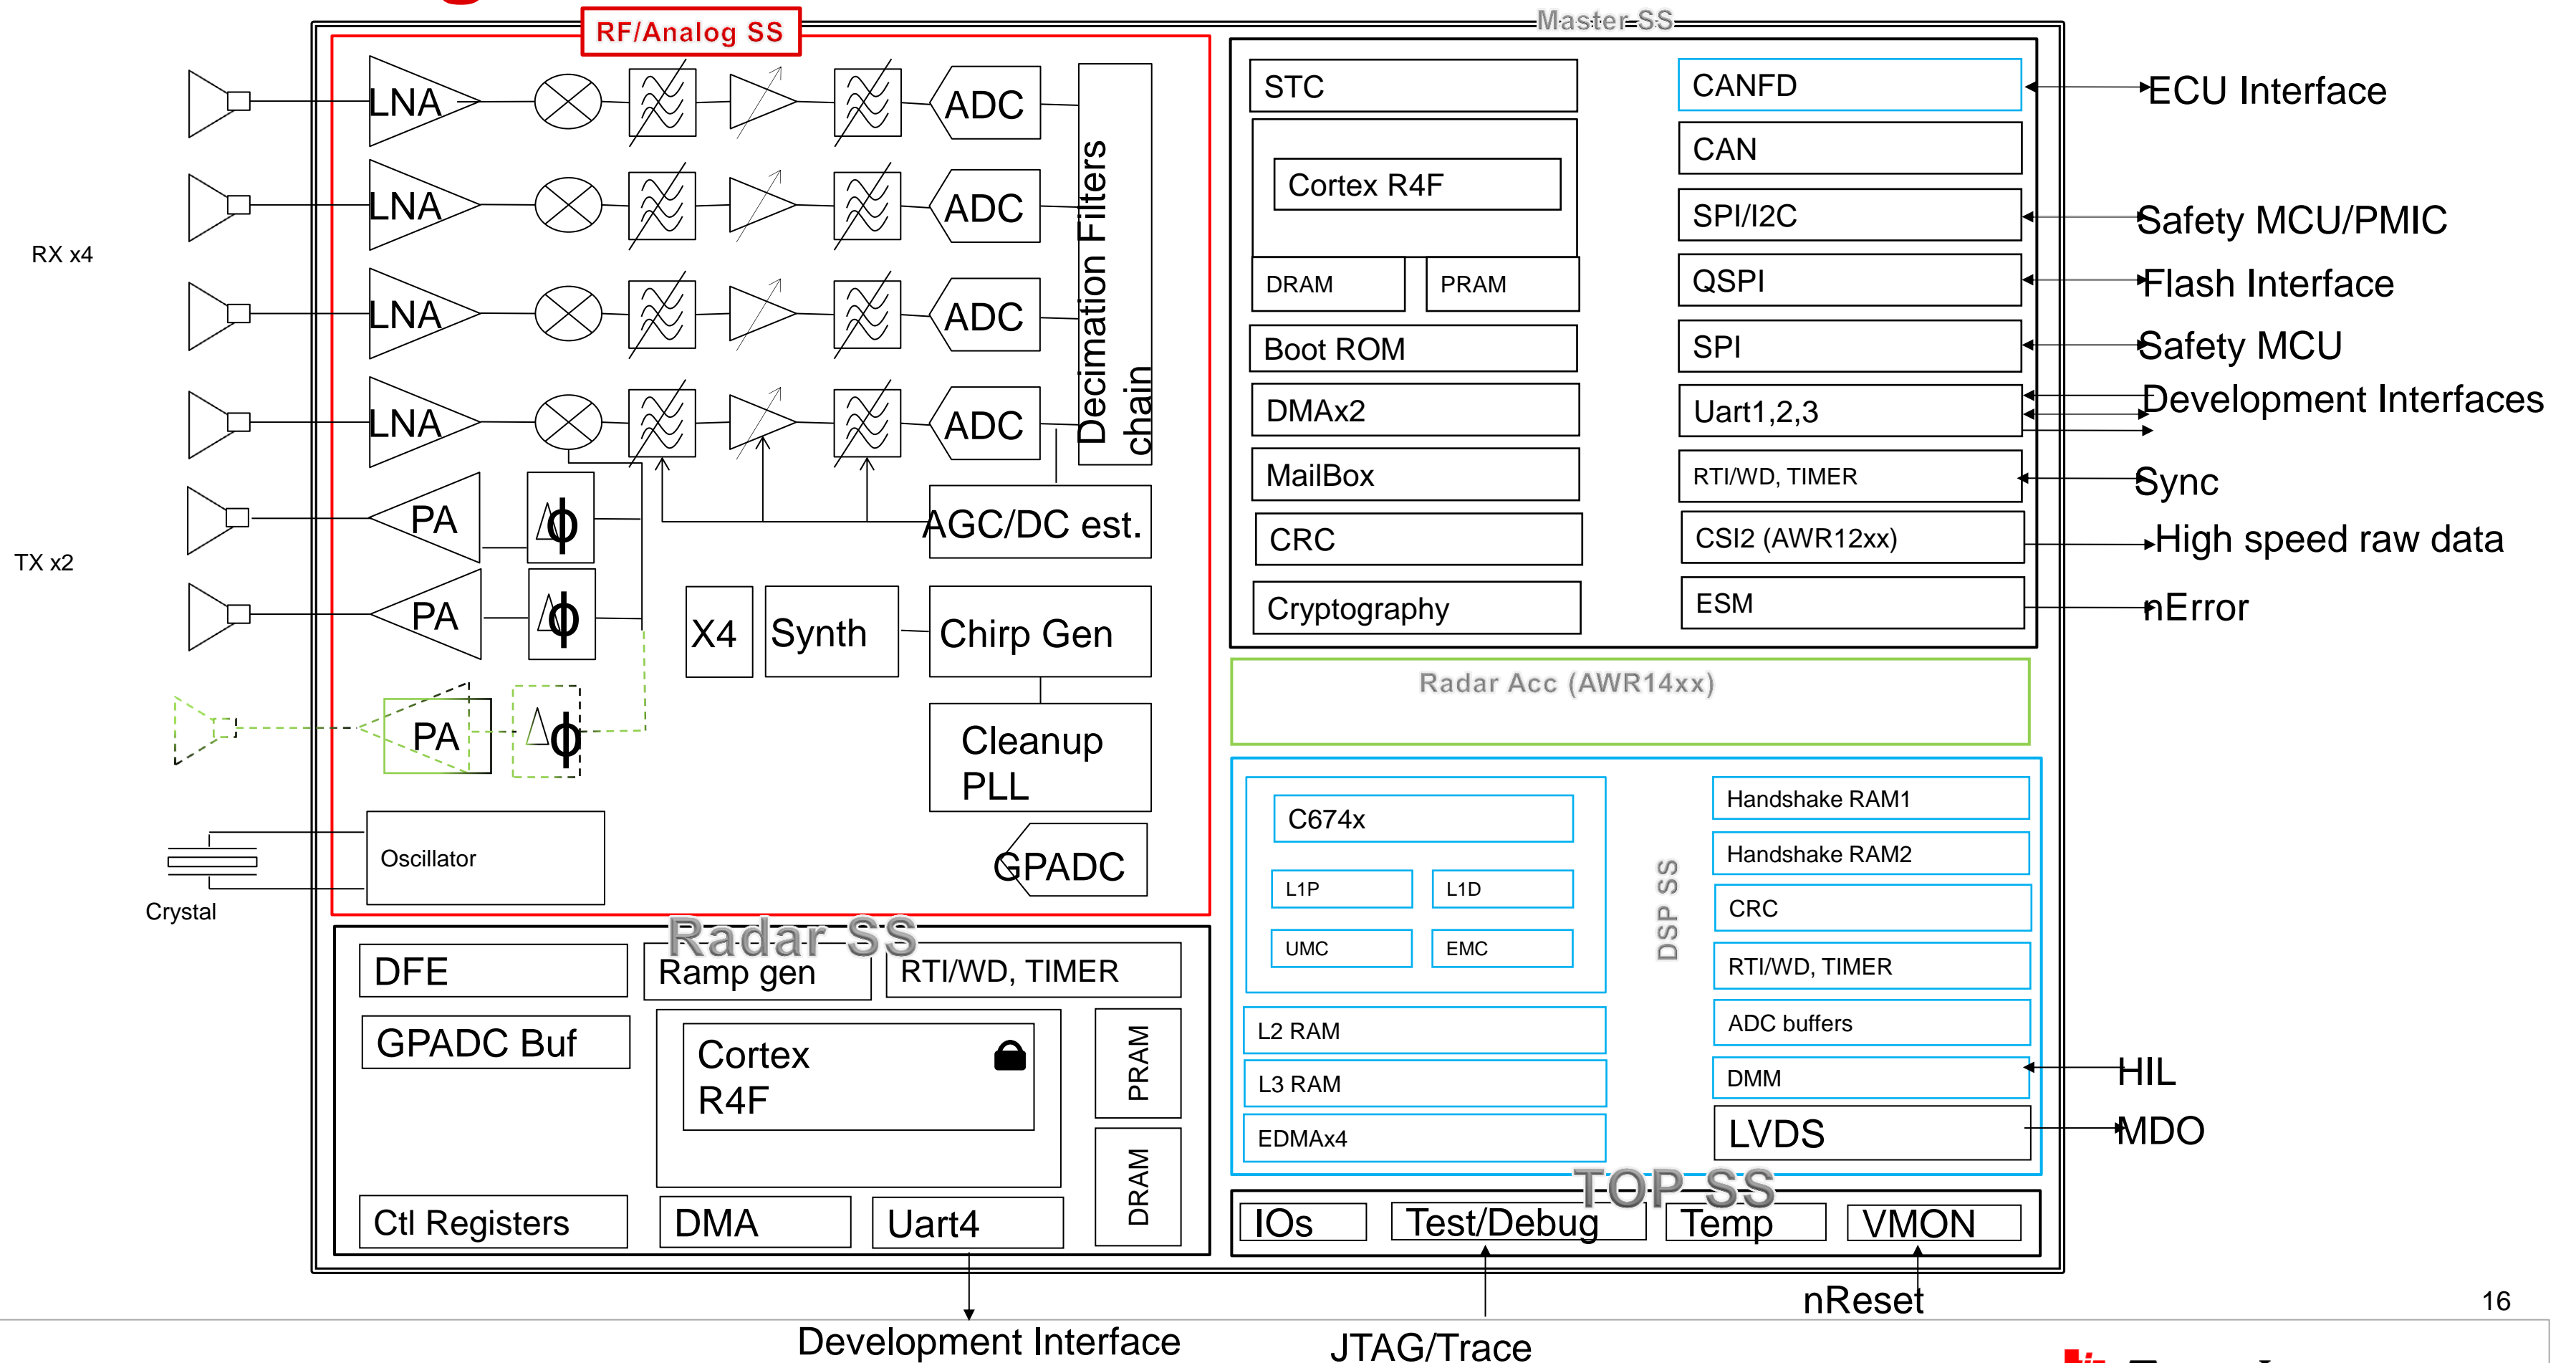 RF/Analog SS
Master SS
RX x4
LNA
ADC
LNA
ADC
LNA
ADC
LNA
ADC
Decimation Filters
chain
TX x2
PA
Δϕ
AGC/DC est.
PA
Δϕ
X4
Synth
Chirp Gen
PA
Δϕ
Cleanup
PLL
Oscillator
GPADC
Crystal
STC
Cortex R4F
DRAM
PRAM
Boot ROM
DMAx2
MailBox
CRC
Cryptography
CANFD
ECU Interface
CAN
SPI/I2C
Safety MCU/PMIC
QSPI
Flash Interface
SPI
Safety MCU
Uart1,2,3
Development Interfaces
RTI/WD, TIMER
Sync
CSI2 (AWR12xx)
High speed raw data
ESM
nError
Radar Acc (AWR14xx)
C674x
L1P
L1D
UMC
EMC
L2 RAM
L3 RAM
EDMAx4
DSP SS
Handshake RAM1
Handshake RAM2
CRC
RTI/WD, TIMER
ADC buffers
DMM
HIL
LVDS
MDO
Radar SS
DFE
Ramp gen
RTI/WD, TIMER
GPADC Buf
Cortex
R4F
PRAM
DRAM
Ctl Registers
DMA
Uart4
TOP SS
IOs
Test/Debug
Temp
VMON
nReset
Development Interface
JTAG/Trace
16